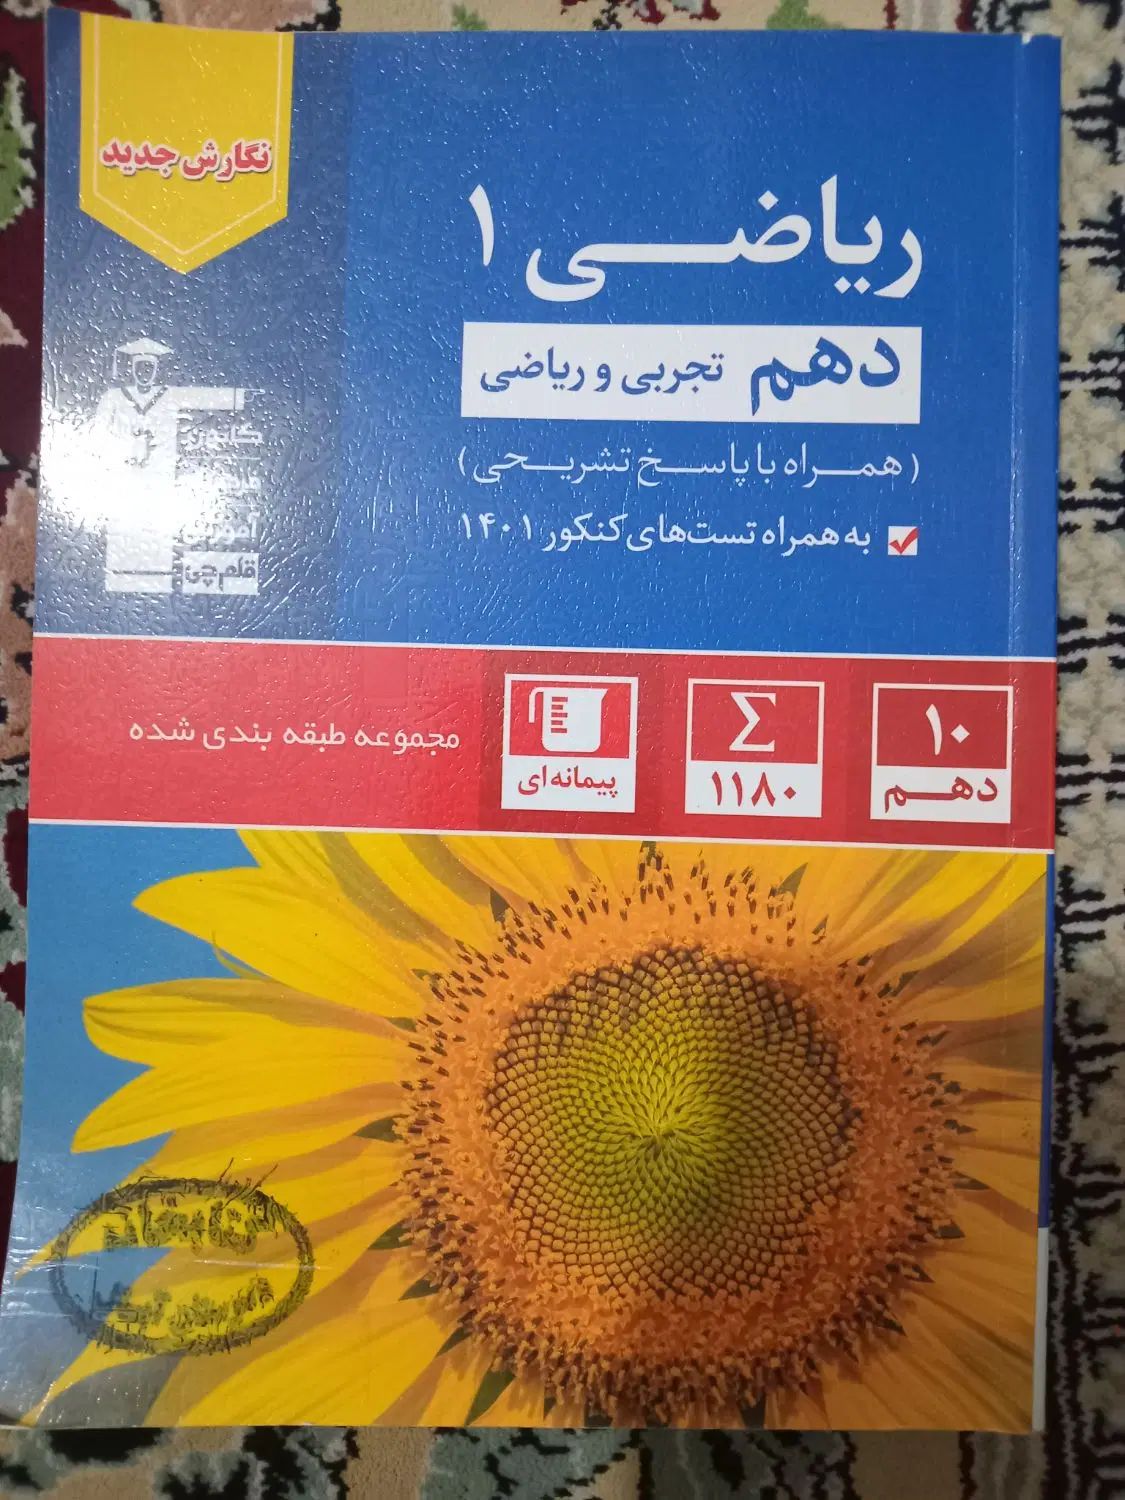 نگارش جدید
ریاضی ۱
دهم تجربی و ریاضی
(همراه با پاسخ تشریحی)
به همراه تست‌های کنکور ۱۴۰۱
کانون
آموزش
قلم‌چی
۱۰
دهم
Σ
۱۱۸۰
پیمانه‌ای
مجموعه طبقه بندی شده